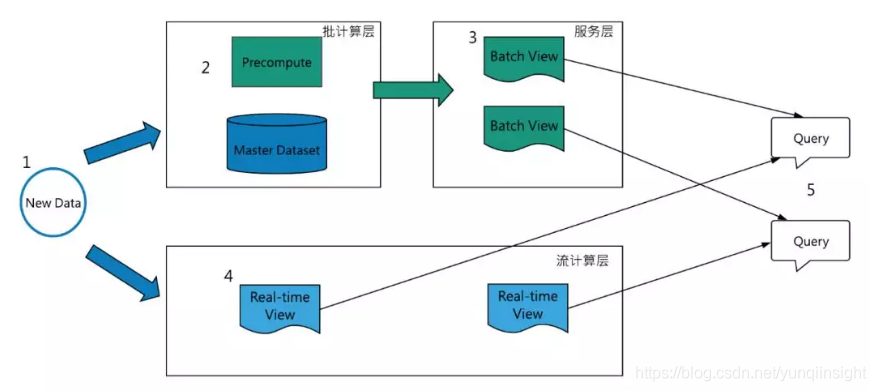 批计算层
服务层
2
Precompute
Master Dataset
3
Batch View
Batch View
1
New Data
Query
5
Query
流计算层
4
Real-time
View
Real-time
View
https://blog.csdn.net/yunqiinsight